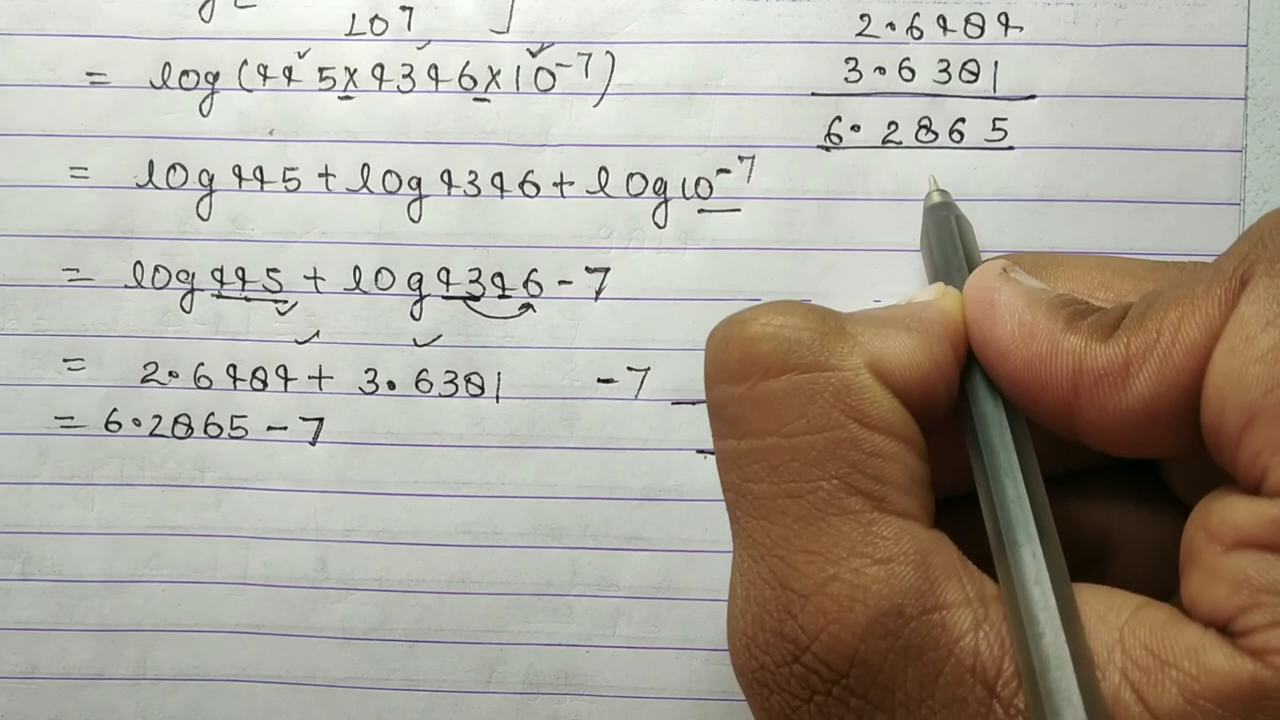 10⁷ ]
= log(445×4346×10⁻⁷)
= log 445 + log 4346 + log 10⁻⁷
= log 445 + log 4346 - 7
= 2.6484 + 3.6381 - 7
= 6.2865 - 7
2.6484
3.6381
6.2865